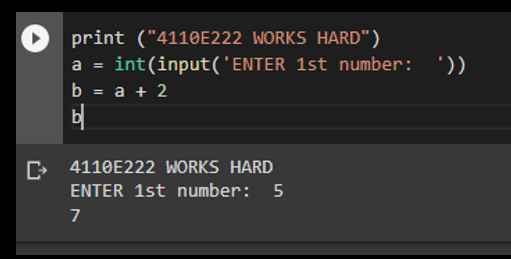 print ("4110E222 WORKS HARD")
a = int(input('ENTER 1st number:  '))
b = a + 2
b
4110E222 WORKS HARD
ENTER 1st number:  5
7